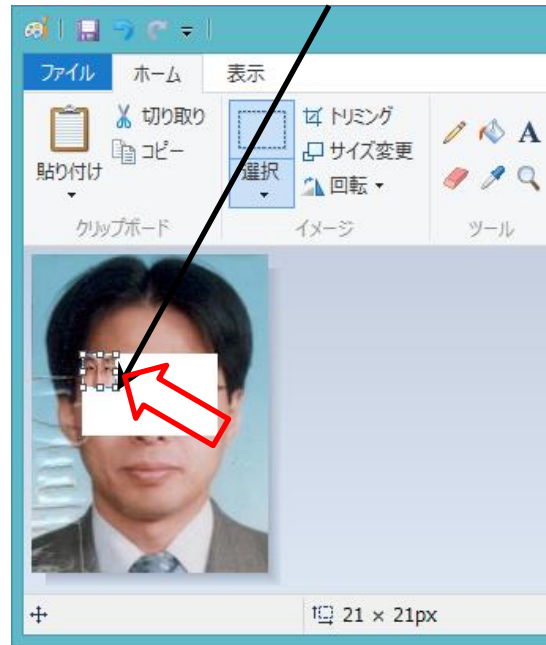 ファイル ホーム 表示
切り取り
コピー
貼り付け
クリップボード
トリミング
サイズ変更
回転
選択
イメージ
A
ツール
21 × 21px